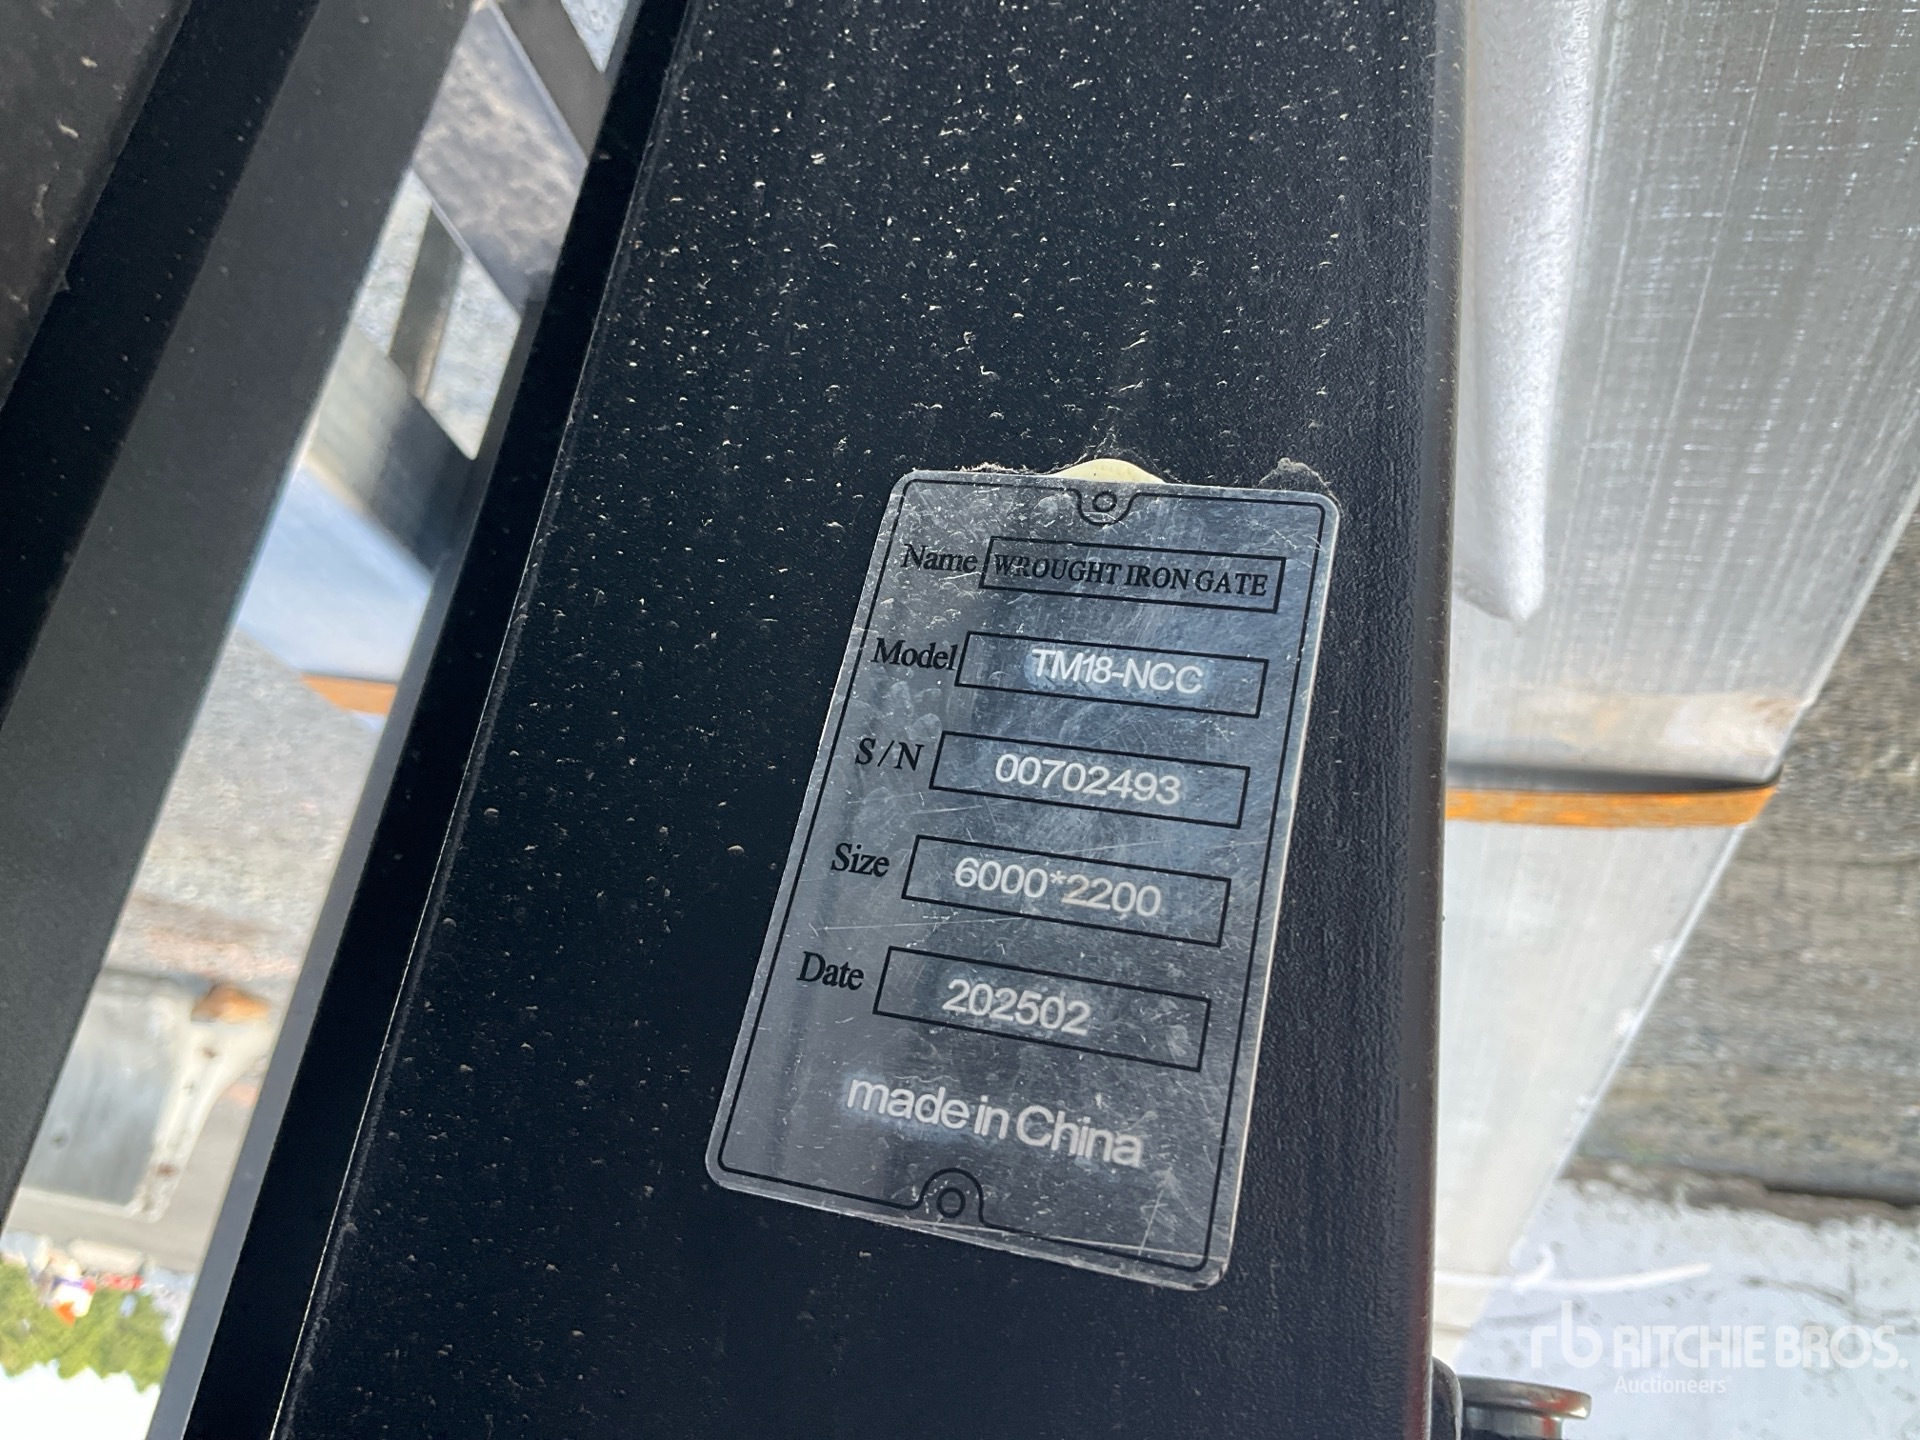 Name WROUGHT IRON GATE
Model TM18-NCC
S/N 00702493
Size 6000*2200
Date 202502
made in China
rb RITCHIE BROS.
Auctioneers